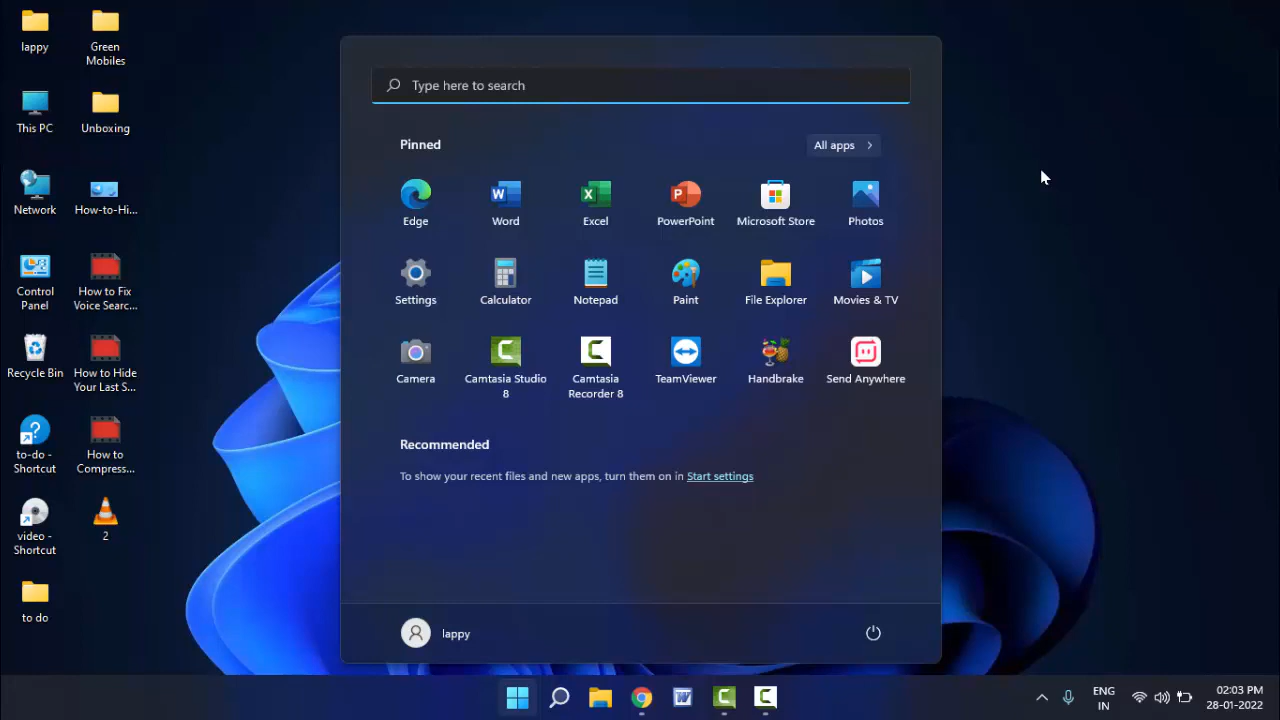 lappy
Green
Mobiles
This PC
Unboxing
Network
How-to-Hi...
Control
Panel
How to Fix
Voice Searc...
Recycle Bin
How to Hide
Your Last S...
to-do -
Shortcut
How to
Compress...
video -
Shortcut
2
to do
Type here to search
Pinned
All apps
Edge
Word
Excel
PowerPoint
Microsoft Store
Photos
Settings
Calculator
Notepad
Paint
File Explorer
Movies & TV
Camera
Camtasia Studio
8
Camtasia
Recorder 8
TeamViewer
Handbrake
Send Anywhere
Recommended
To show your recent files and new apps, turn them on in Start settings
lappy
ENG
IN
02:03 PM
28-01-2022